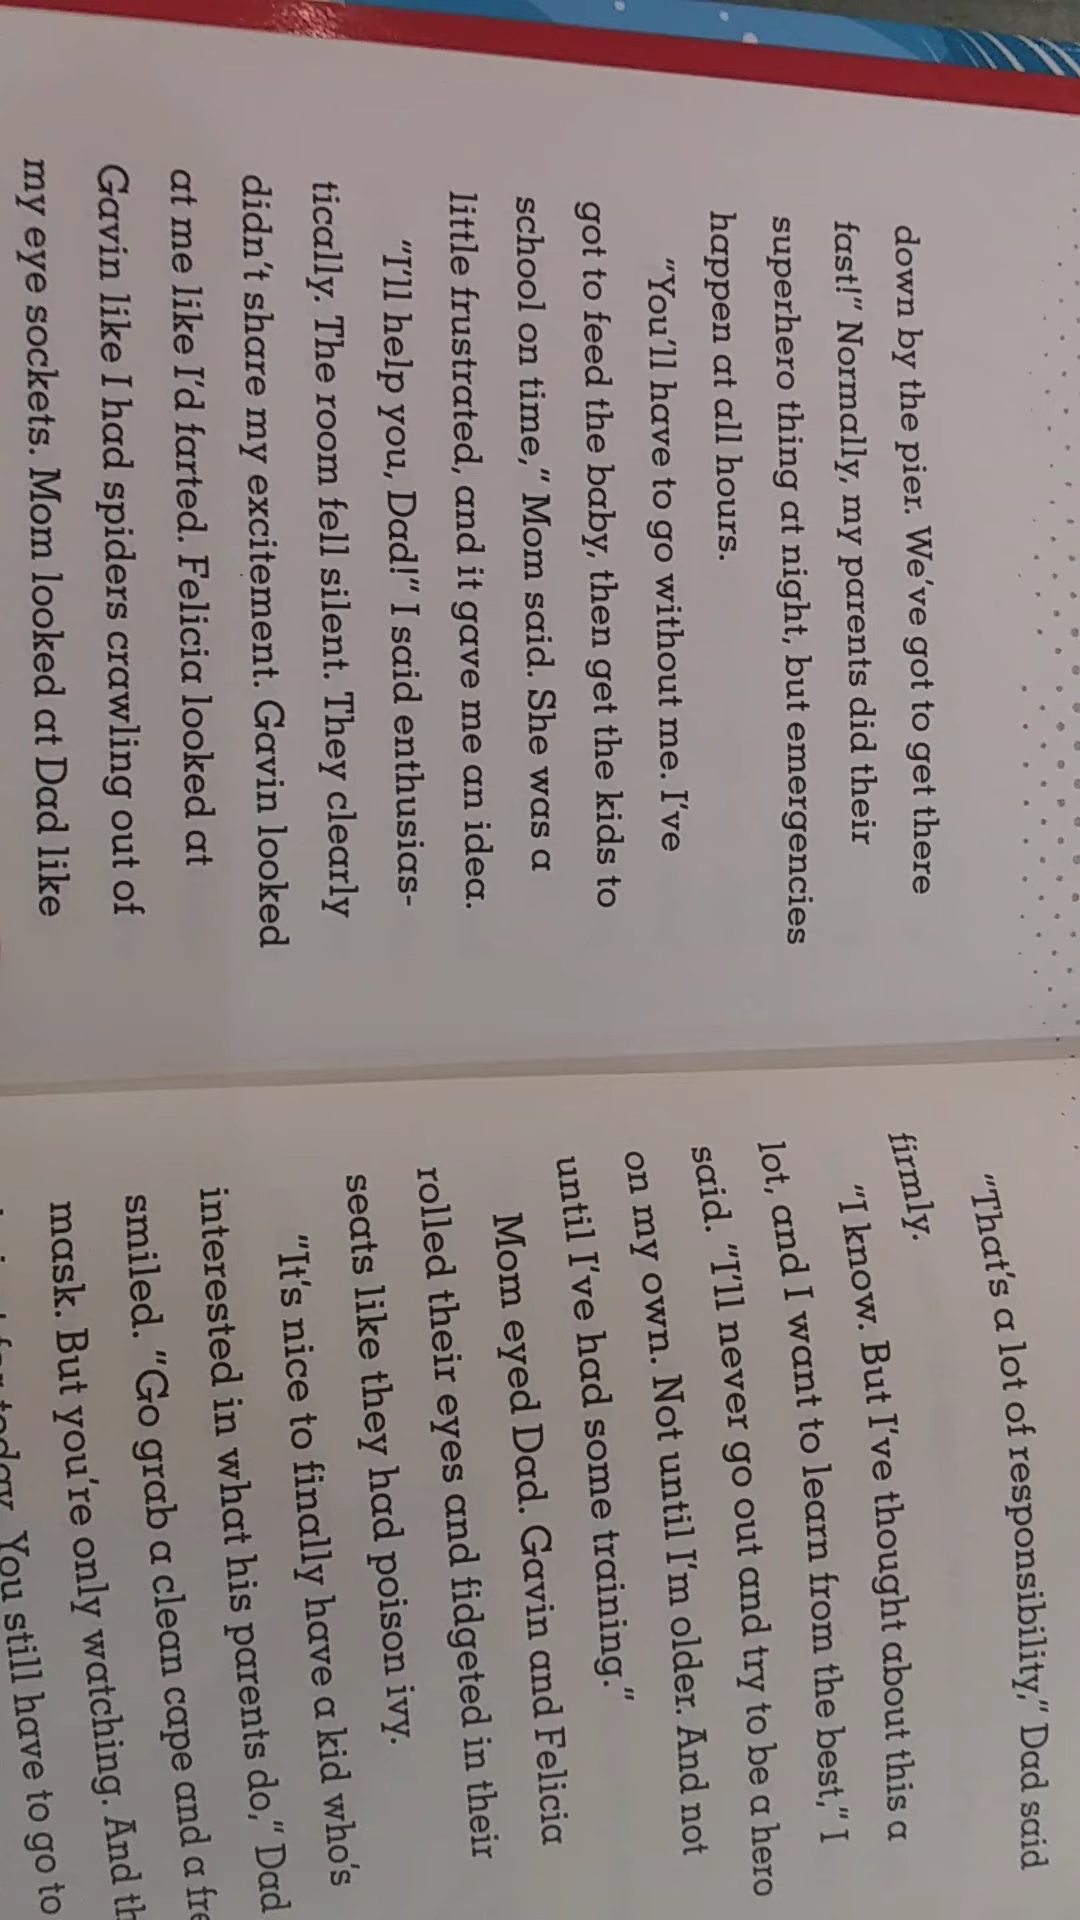 down by the pier. We've got to get there
fast!" Normally, my parents did their
superhero thing at night, but emergencies
happen at all hours.
"You'll have to go without me. I've
got to feed the baby, then get the kids to
school on time," Mom said. She was a
little frustrated, and it gave me an idea.
"I'll help you, Dad!" I said enthusias-
tically. The room fell silent. They clearly
didn't share my excitement. Gavin looked
at me like I'd farted. Felicia looked at
Gavin like I had spiders crawling out of
my eye sockets. Mom looked at Dad like
"That's a lot of responsibility," Dad said
firmly.
"I know. But I've thought about this a
lot, and I want to learn from the best," I
said. "I'll never go out and try to be a hero
on my own. Not until I'm older. And not
until I've had some training."
Mom eyed Dad. Gavin and Felicia
rolled their eyes and fidgeted in their
seats like they had poison ivy.
"It's nice to finally have a kid who's
interested in what his parents do," Dad
smiled. "Go grab a clean cape and a
mask. But you're only watching. And
today. You still have to go to